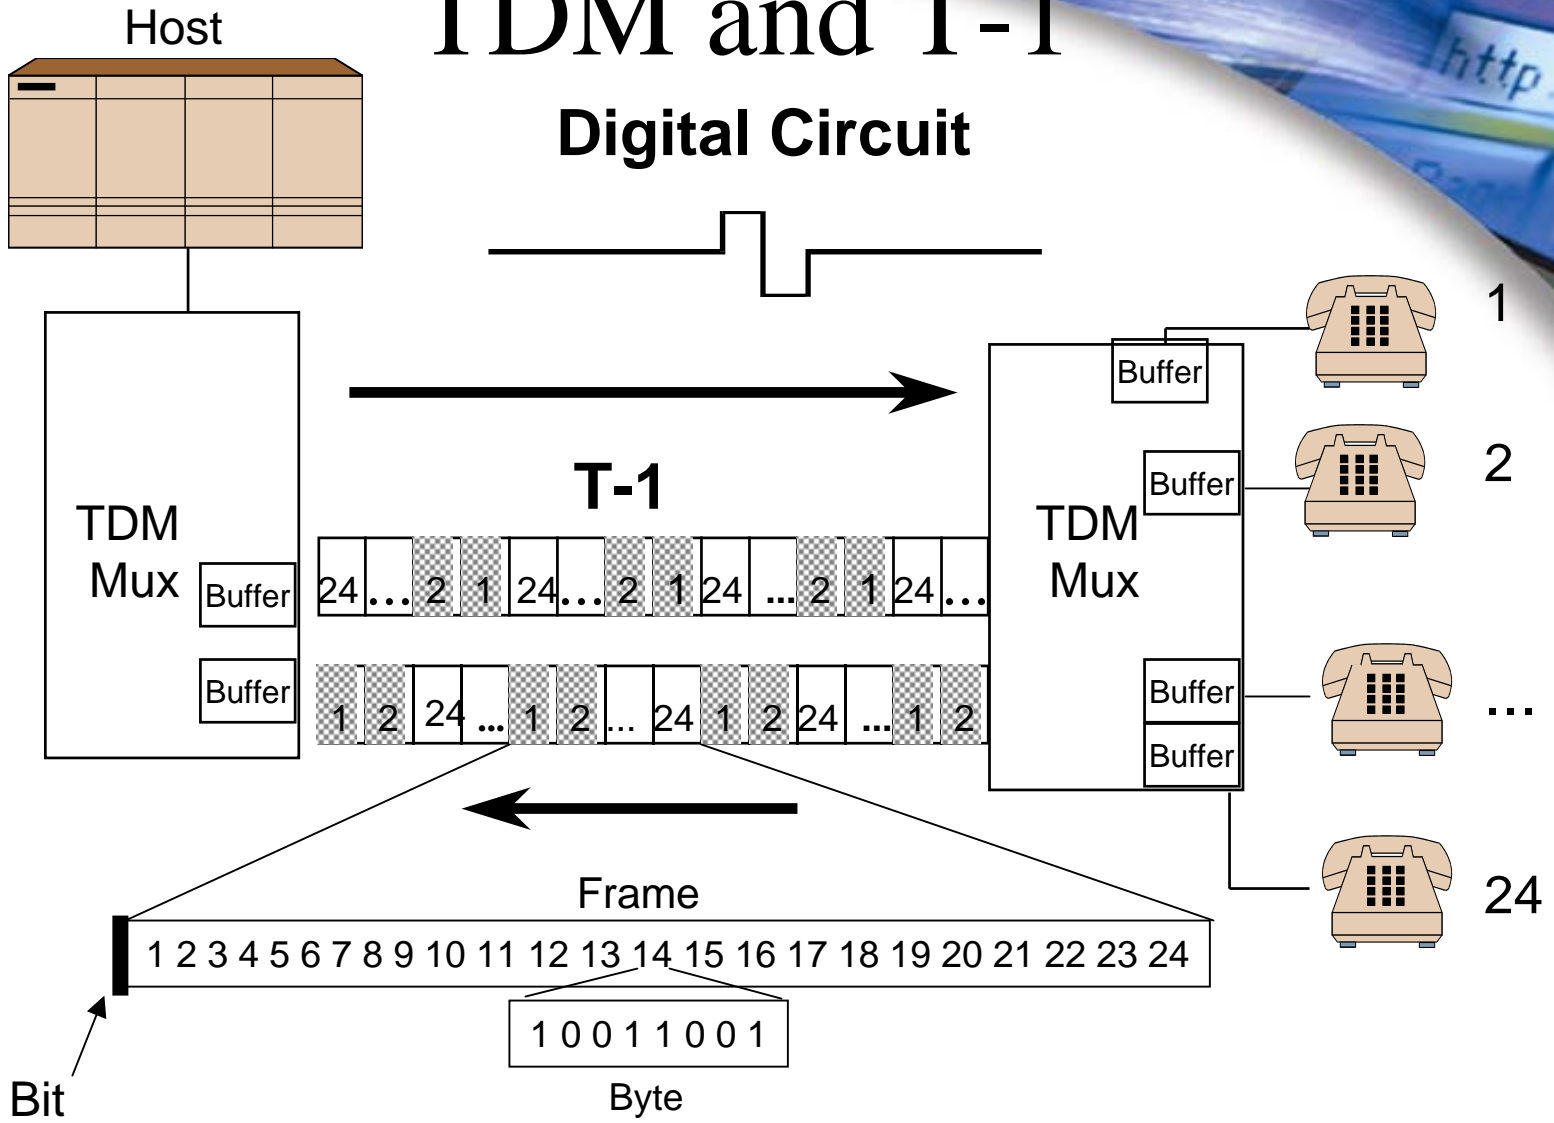 Host
TDM and T-1
Digital Circuit
http
Page
1
Buffer
2
Buffer
T-1
TDM
Mux
TDM
Mux
Buffer
24 ... 2 1 24 ... 2 1 24 ... 2 1 24 ...
Buffer
1 2 24 ... 1 2 ... 24 1 2 24 ... 1 2
Buffer
...
Buffer
24
Frame
1 2 3 4 5 6 7 8 9 10 11 12 13 14 15 16 17 18 19 20 21 22 23 24
1 0 0 1 1 0 0 1
Bit
Byte